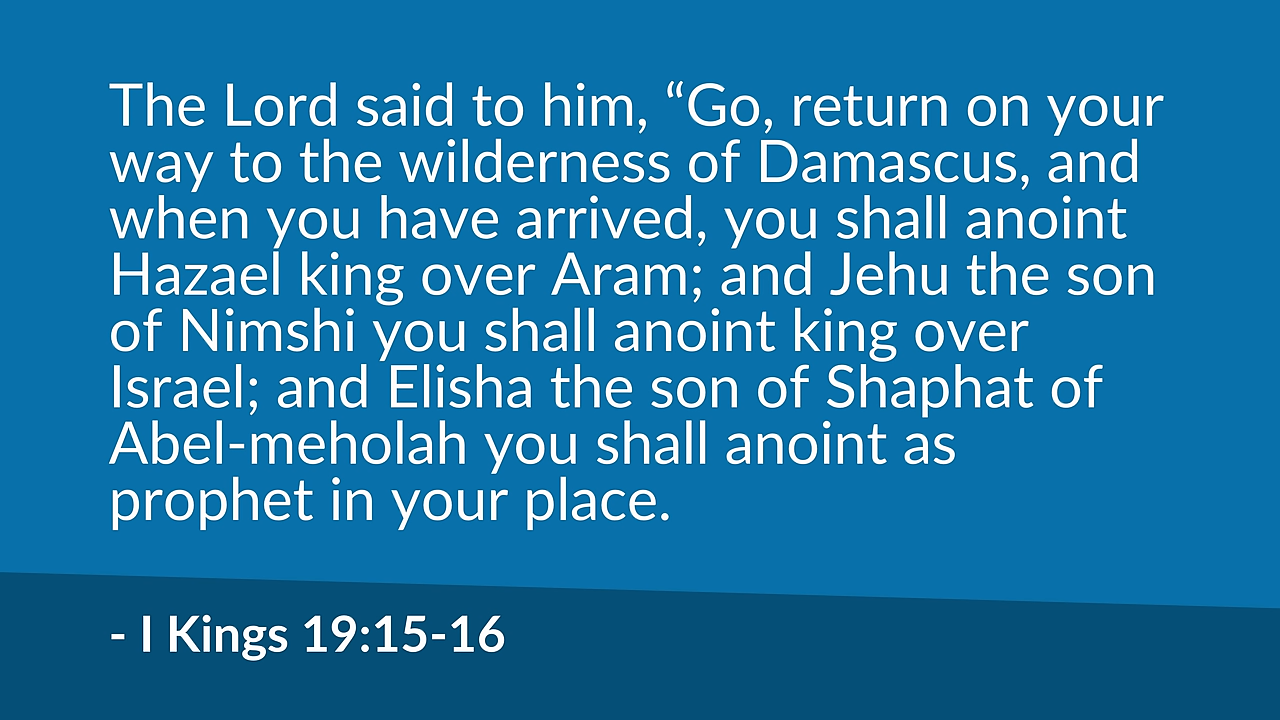 The Lord said to him, “Go, return on your
way to the wilderness of Damascus, and
when you have arrived, you shall anoint
Hazael king over Aram; and Jehu the son
of Nimshi you shall anoint king over
Israel; and Elisha the son of Shaphat of
Abel-meholah you shall anoint as
prophet in your place.
- I Kings 19:15-16